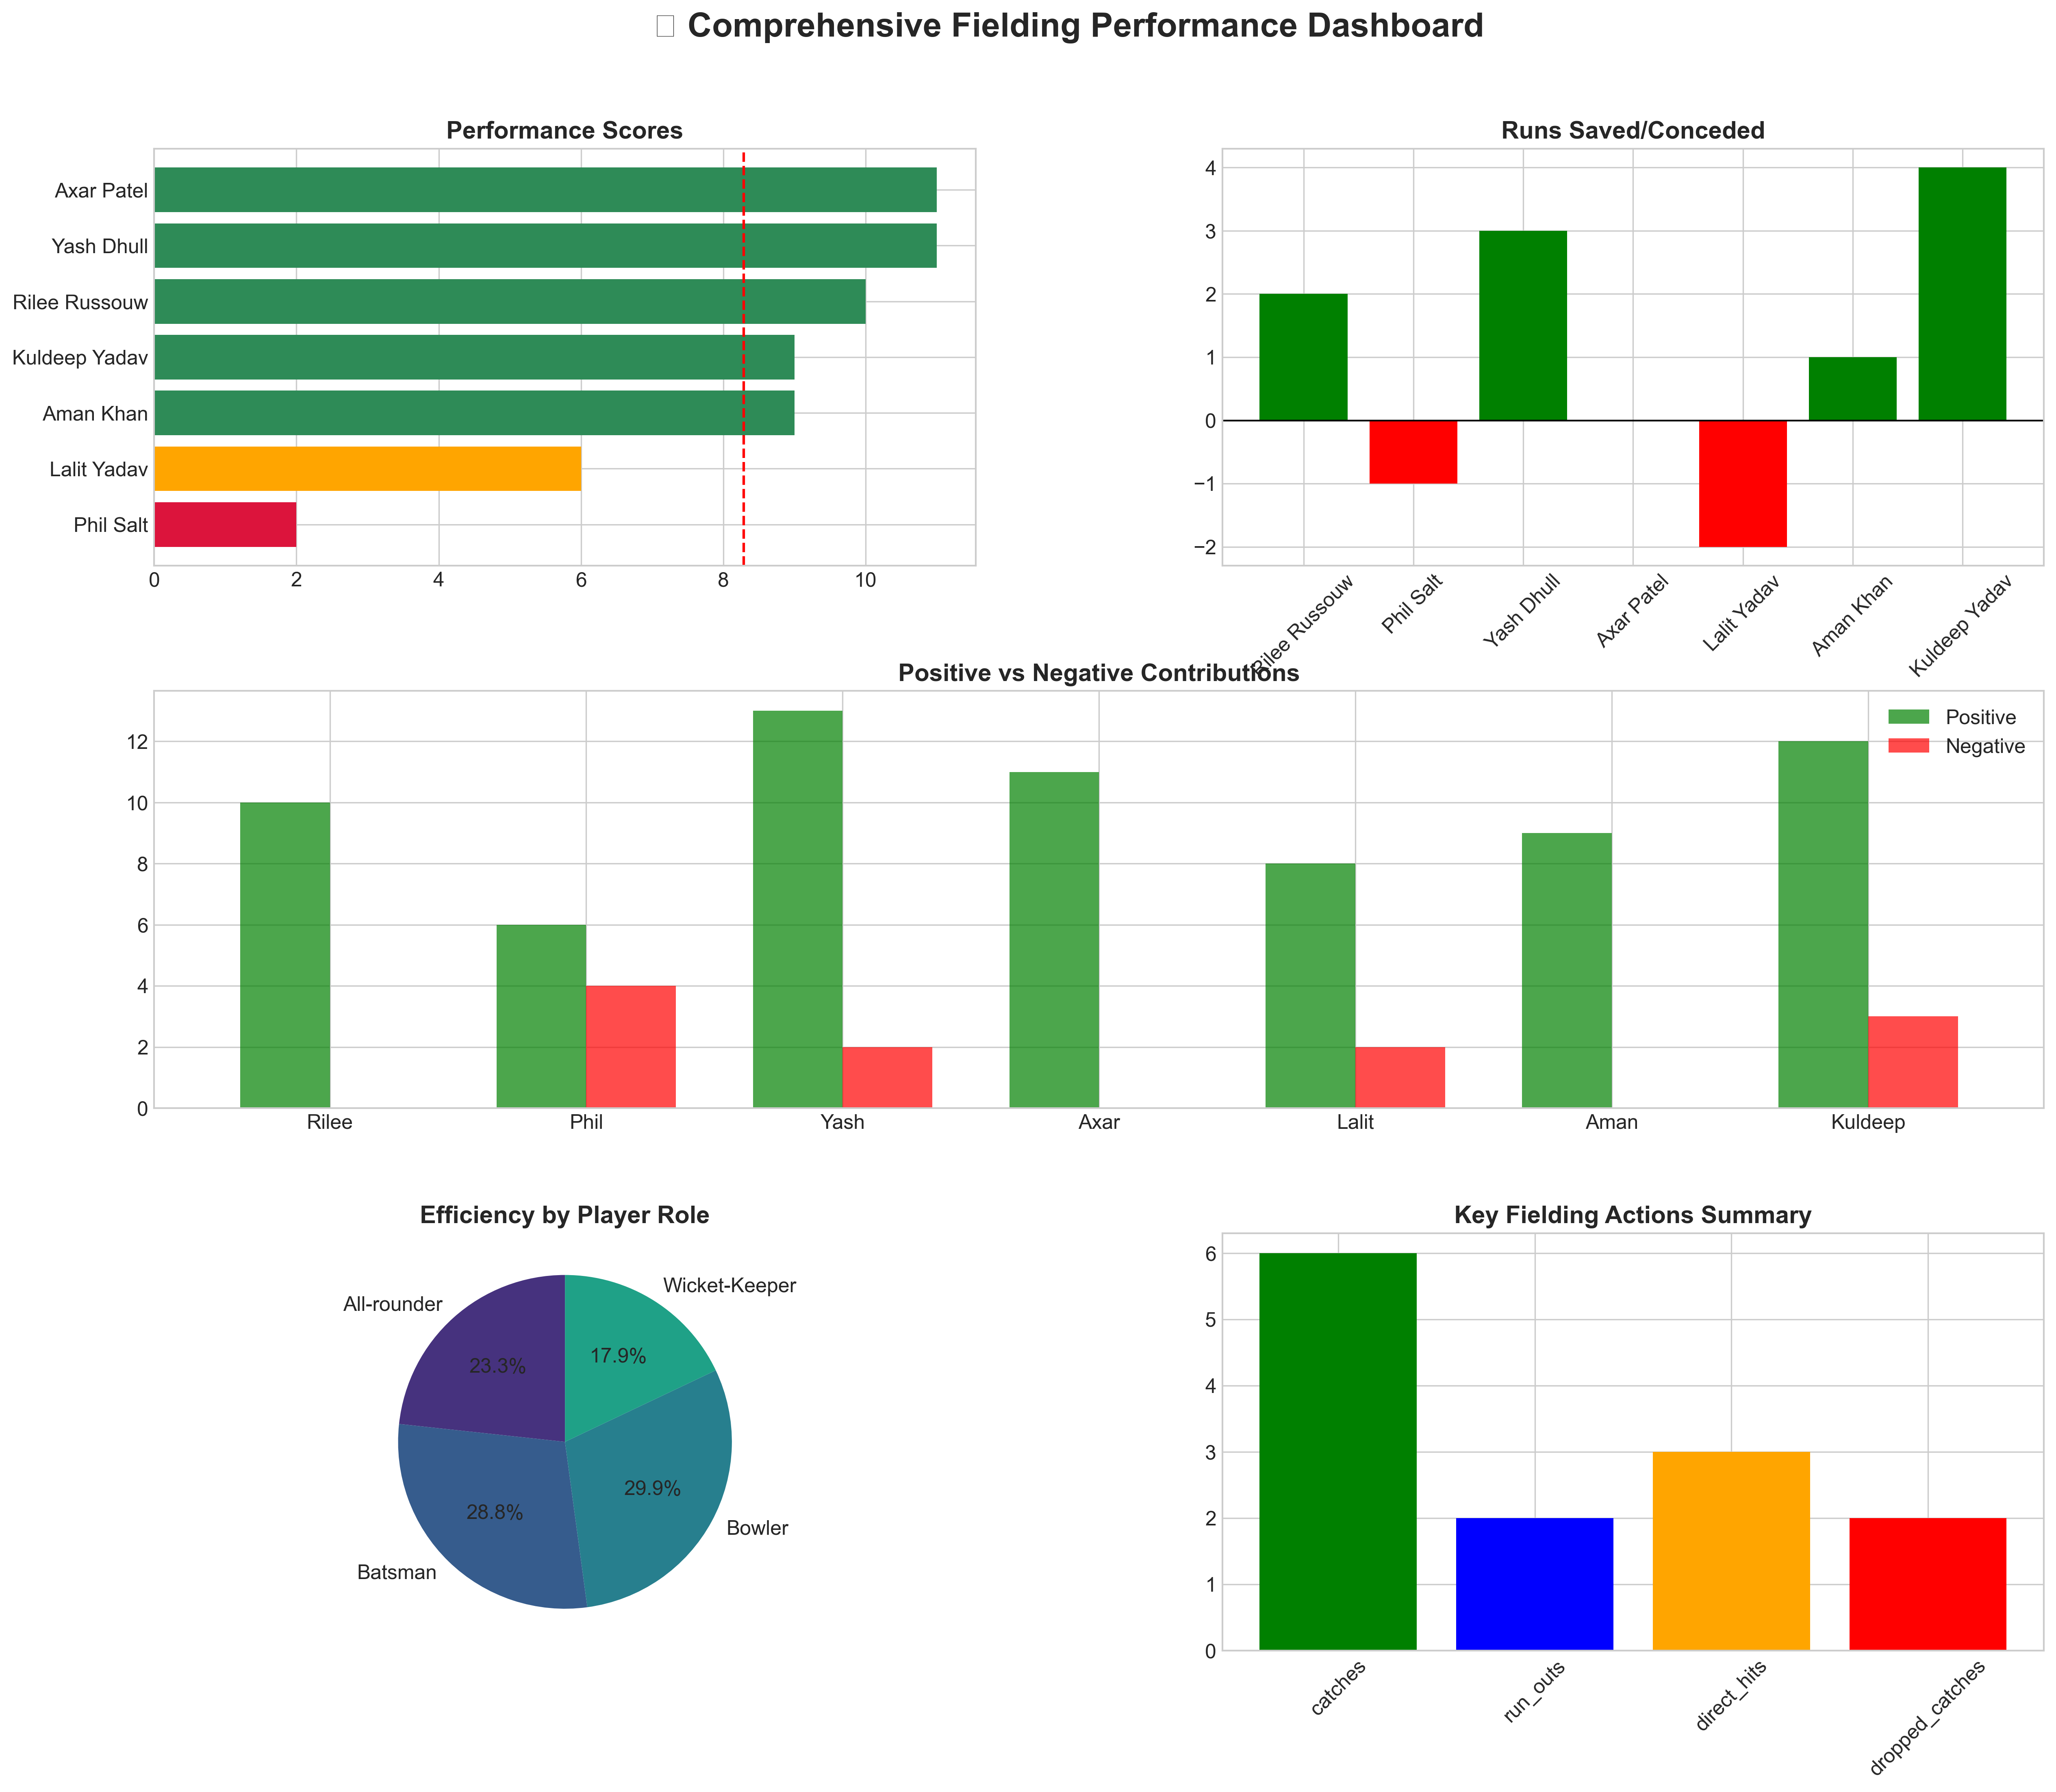 Comprehensive Fielding Performance Dashboard
Performance Scores
Axar Patel
Yash Dhull
Rilee Russouw
Kuldeep Yadav
Aman Khan
Lalit Yadav
Phil Salt
0 2 4 6 8 10
Runs Saved/Conceded
4
3
2
1
0
−1
−2
Rilee Russouw
Phil Salt
Yash Dhull
Axar Patel
Lalit Yadav
Aman Khan
Kuldeep Yadav
Positive vs Negative Contributions
Positive
Negative
12
10
8
6
4
2
0
Rilee Phil Yash Axar Lalit Aman Kuldeep
Efficiency by Player Role
Wicket-Keeper
All-rounder
17.9%
23.3%
29.9%
28.8%
Bowler
Batsman
Key Fielding Actions Summary
6
5
4
3
2
1
0
catches
run_outs
direct_hits
dropped_catches